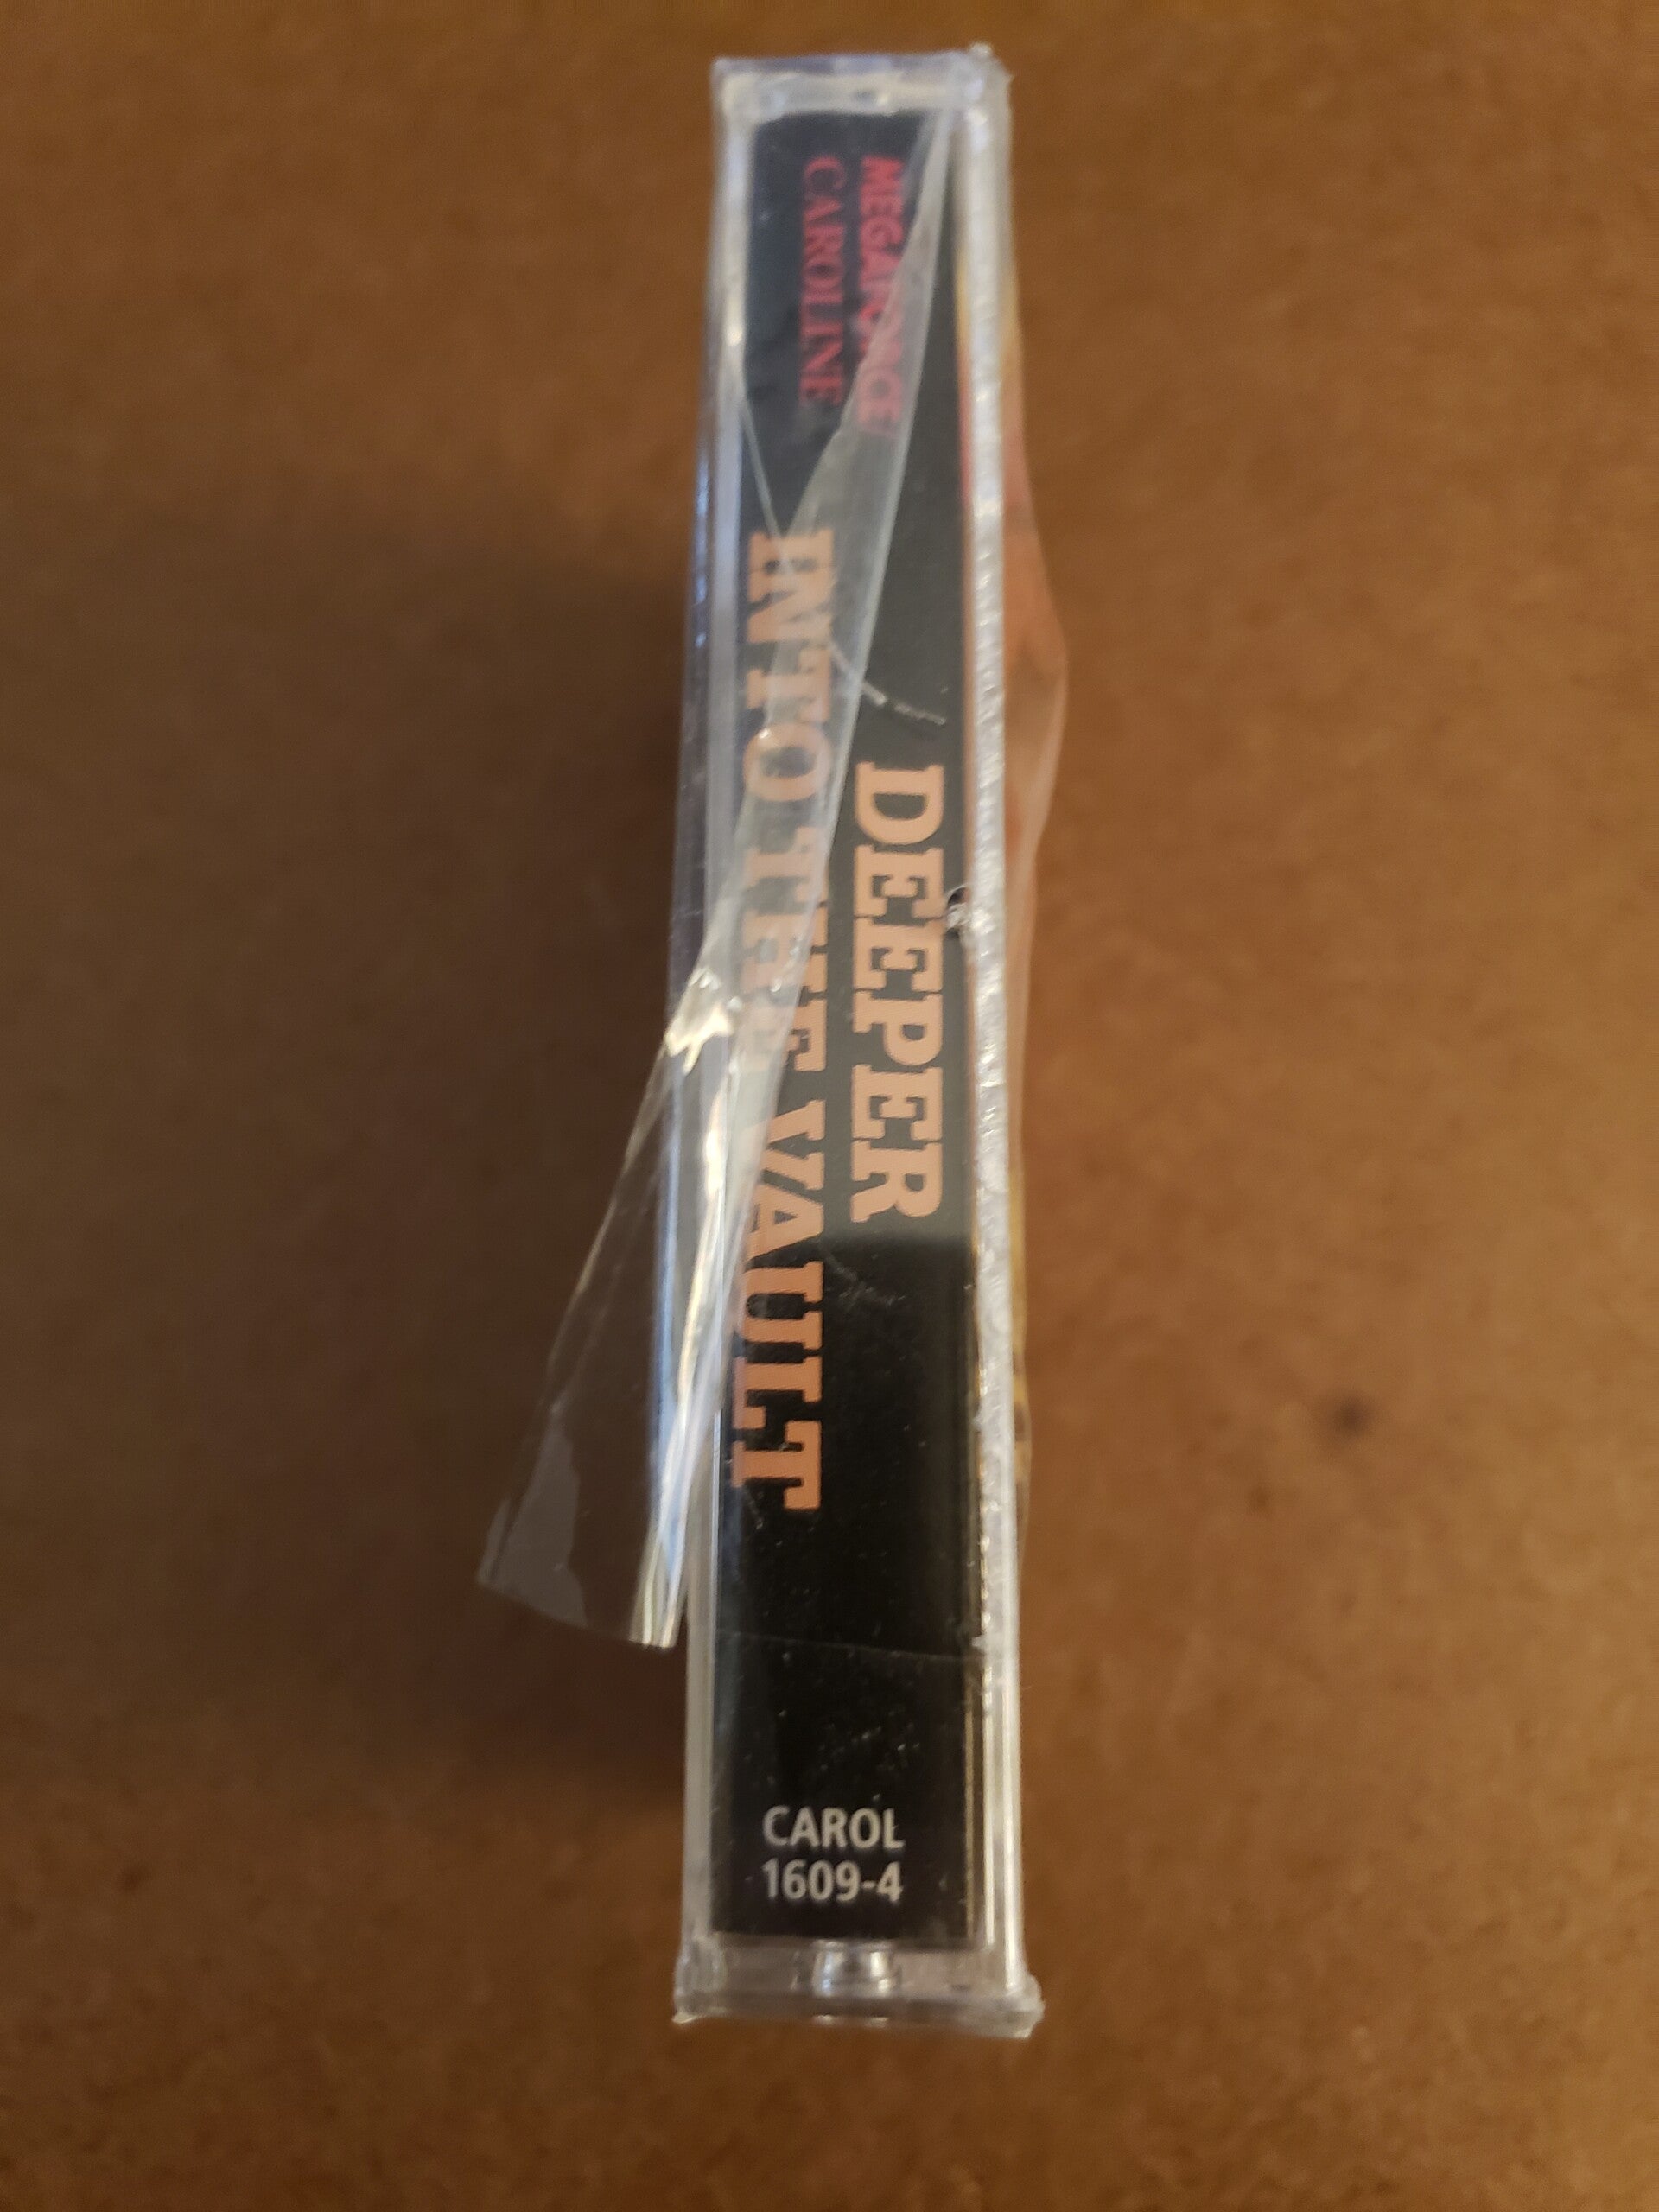 MEGAFORCE
CAROLINE
DEEPER
INTO THE VAULT
CAROL
1609-4